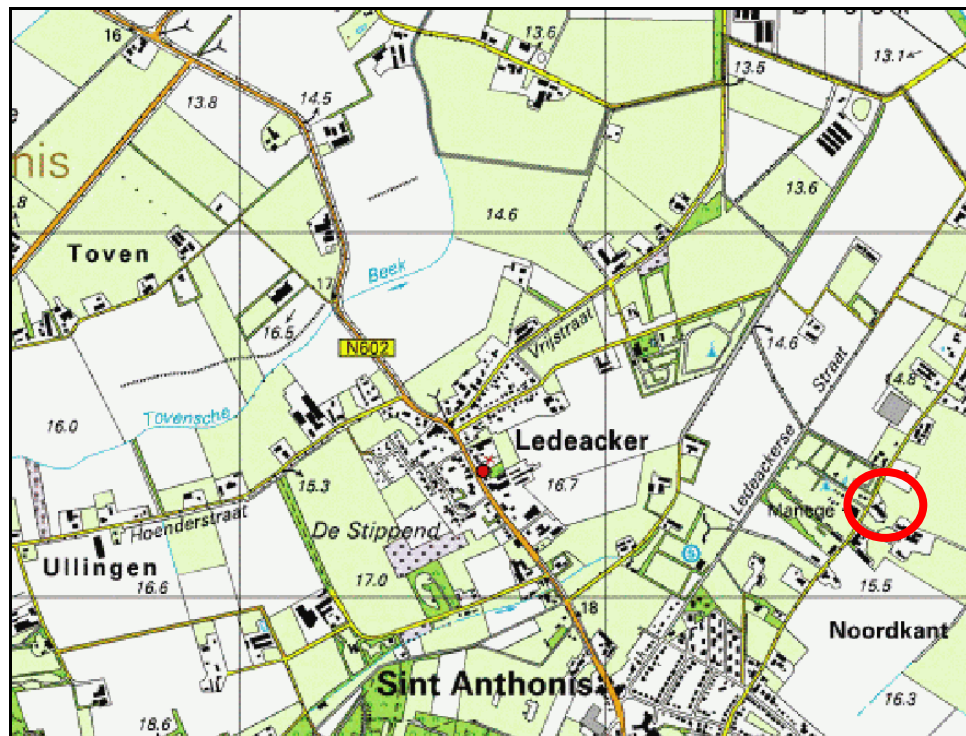 16
13.6
13.1
13.5
13.8
14.5
nis
13.6
14.6
Toven
Beek
17
16.5
N602
Vrijstraat
14.6
Straat
Tovensche
16.0
Ledeacker
Ledeackerse
16.7
15.3
Manege
Hoenderstraat
De Stippend
Ullingen
16.6
17.0
15.5
18
Noordkant
Sint Anthonis
16.3
18.6